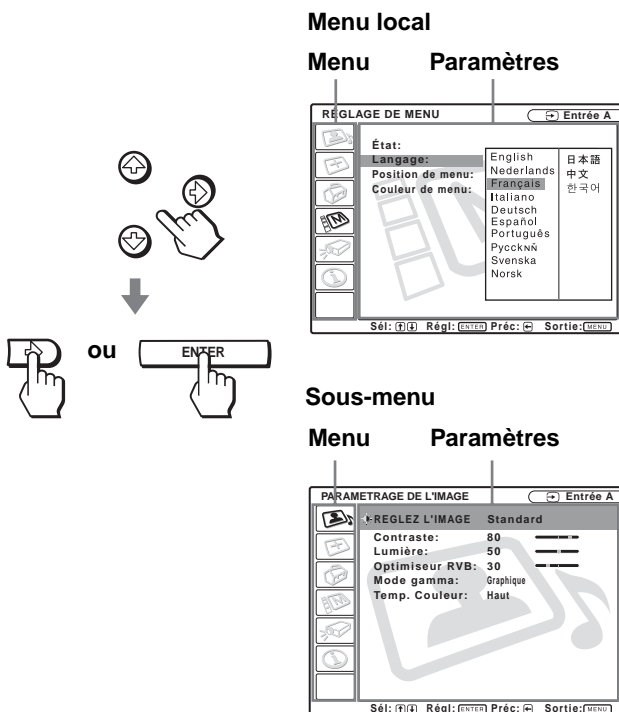 Menu local
Menu Paramètres
RÉGLAGE DE MENU Entrée A
État:
Langage:
Position de menu:
Couleur de menu:
English
Nederlands
Français
Italiano
Deutsch
Español
Português
Русский
Svenska
Norsk
日本語
中文
한국어
Sél: Régl: ENTER Préc: Sortie: MENU
ou ENTER
Sous-menu
Menu Paramètres
PARAMETRAGE DE L'IMAGE Entrée A
REGLEZ L'IMAGE Standard
Contraste: 80
Lumière: 50
Optimiseur RVB: 30
Mode gamma: Graphique
Temp. Couleur: Haut
Sél: Régl: ENTER Préc: Sortie: MENU